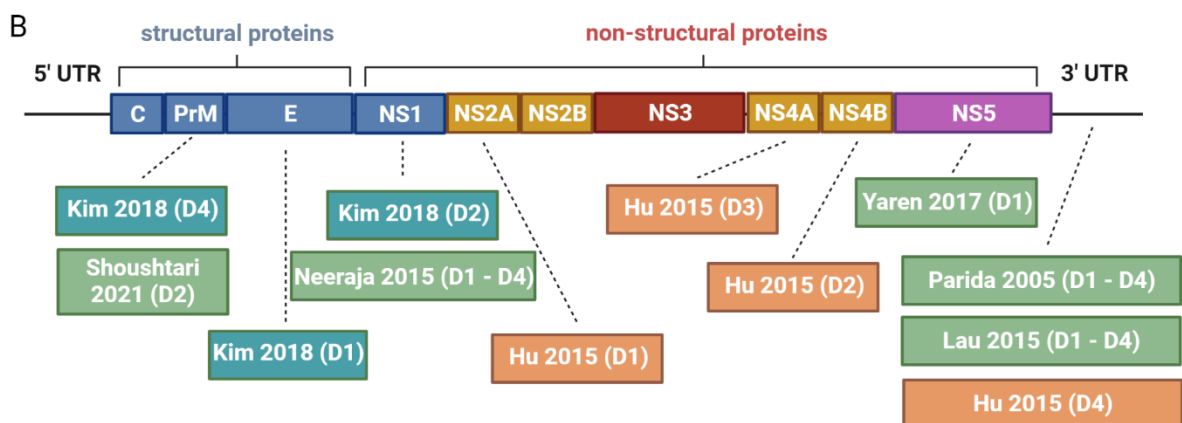 B
structural proteins
non-structural proteins
5' UTR
3' UTR
C
PrM
E
NS1
NS2A
NS2B
NS3
NS4A
NS4B
NS5
Kim 2018 (D4)
Shoushtari
2021 (D2)
Kim 2018 (D1)
Kim 2018 (D2)
Neeraja 2015 (D1 - D4)
Hu 2015 (D1)
Hu 2015 (D3)
Hu 2015 (D2)
Yaren 2017 (D1)
Parida 2005 (D1 - D4)
Lau 2015 (D1 - D4)
Hu 2015 (D4)